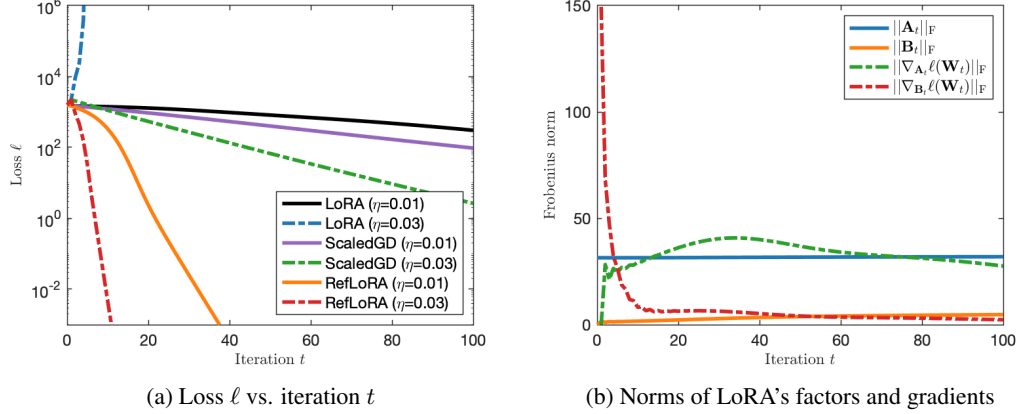 10^6
10^4
10^2
10^0
10^-2
Loss ℓ
0
20
40
60
80
100
Iteration t
LoRA (η=0.01)
LoRA (η=0.03)
ScaledGD (η=0.01)
ScaledGD (η=0.03)
RefLoRA (η=0.01)
RefLoRA (η=0.03)
(a) Loss ℓ vs. iteration t
150
100
50
0
Frobenius norm
0
20
40
60
80
100
Iteration t
||A_t||_F
||B_t||_F
||∇_{A_t} ℓ(W_t)||_F
||∇_{B_t} ℓ(W_t)||_F
(b) Norms of LoRA's factors and gradients